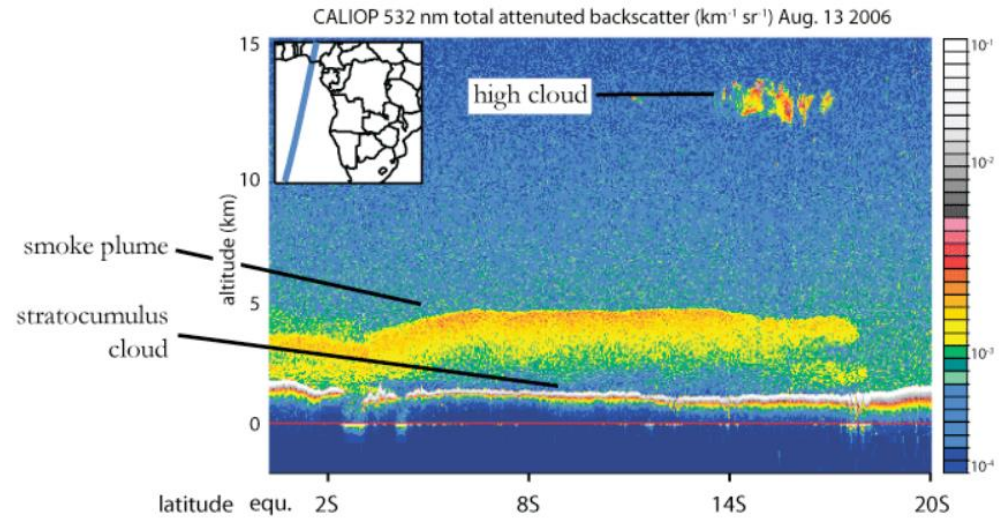 CALIOP 532 nm total attenuted backscatter (km⁻¹ sr⁻¹) Aug. 13 2006
15
10
5
0
altitude (km)
high cloud
smoke plume
stratocumulus
cloud
10⁻¹
10⁻²
10⁻³
10⁻⁴
latitude equ. 2S 8S 14S 20S